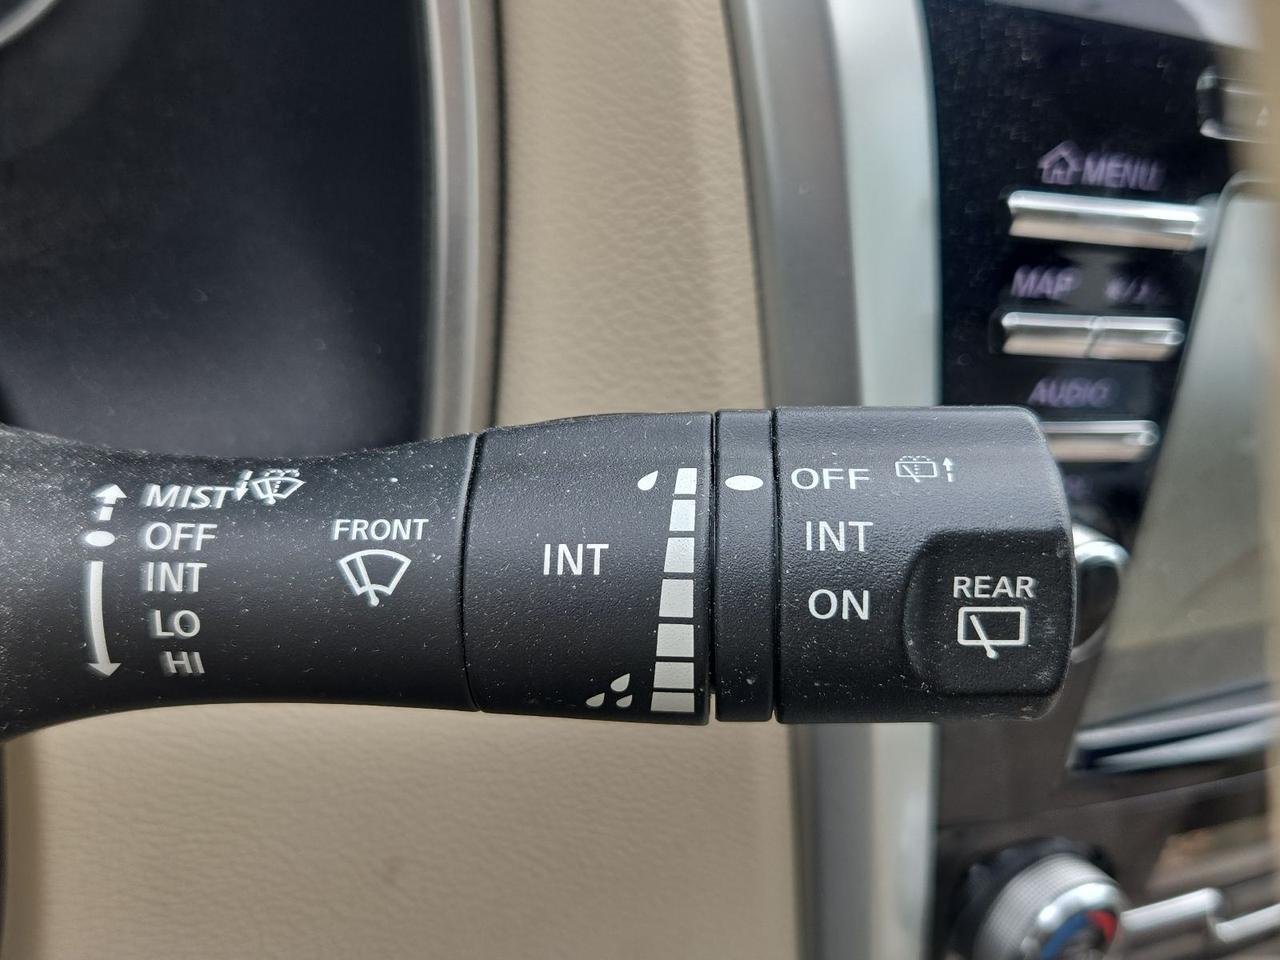 MENU
MAP
AUDIO
MIST
OFF
INT
LO
HI
FRONT
INT
OFF
INT
ON
REAR